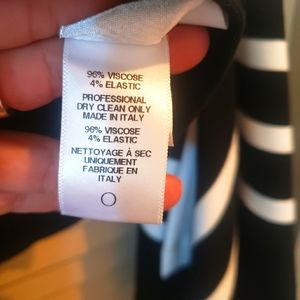 96% VISCOSE
4% ELASTIC
PROFESSIONAL
DRY CLEAN ONLY
MADE IN ITALY
96% VISCOSE
4% ELASTIC
NETTOYAGE À SEC
UNIQUEMENT
FABRIQUE EN
ITALY